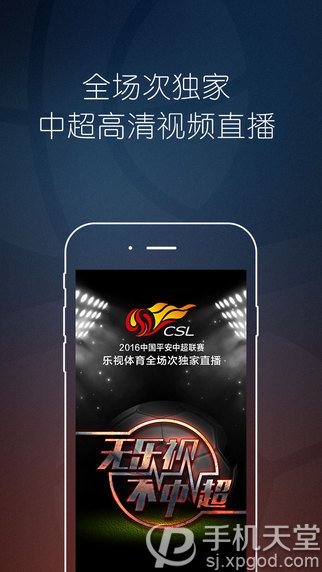 全场次独家
中超高清视频直播
CSL
2016中国平安中超联赛
乐视体育全场次独家直播
无乐视
不中超
手机天堂
sj.xpgod.com